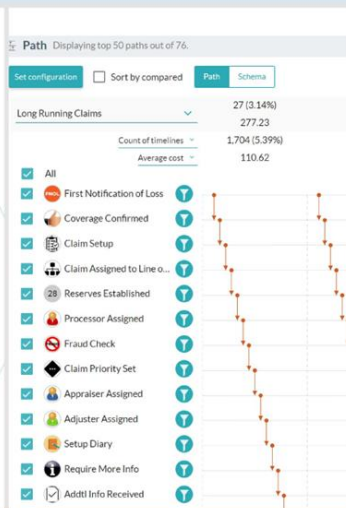 Path Displaying top 50 paths out of 76.
Set configuration Sort by compared Path Schema
27 (3.14%)
Long Running Claims
277.23
Count of timelines 1,704 (5.39%)
Average cost 110.62
All
FNOL First Notification of Loss
Coverage Confirmed
Claim Setup
Claim Assigned to Line o...
28 Reserves Established
Processor Assigned
Fraud Check
Claim Priority Set
Appraiser Assigned
Adjuster Assigned
Setup Diary
Require More Info
Addtl Info Received